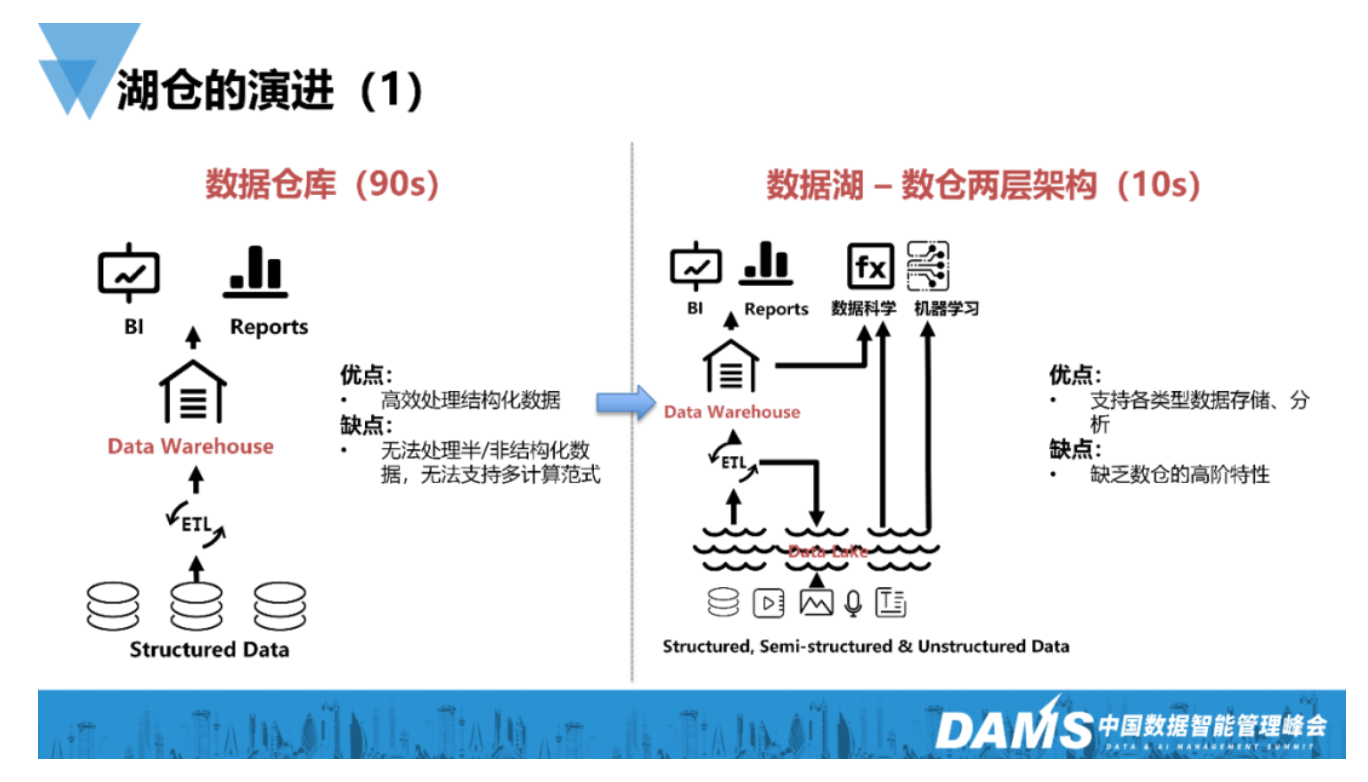 湖仓的演进（1）
数据仓库（90s）
BI
Reports
Data Warehouse
ETL
Structured Data
优点：
• 高效处理结构化数据
缺点：
• 无法处理半/非结构化数
据，无法支持多计算范式
数据湖 – 数仓两层架构（10s）
BI
Reports
fx
数据科学
机器学习
Data Warehouse
ETL
Data Lake
T
Structured, Semi-structured & Unstructured Data
优点：
• 支持各类型数据存储、分
析
缺点：
• 缺乏数仓的高阶特性
DAMS 中国数据智能管理峰会
DATA & AI MANAGEMENT SUMMIT